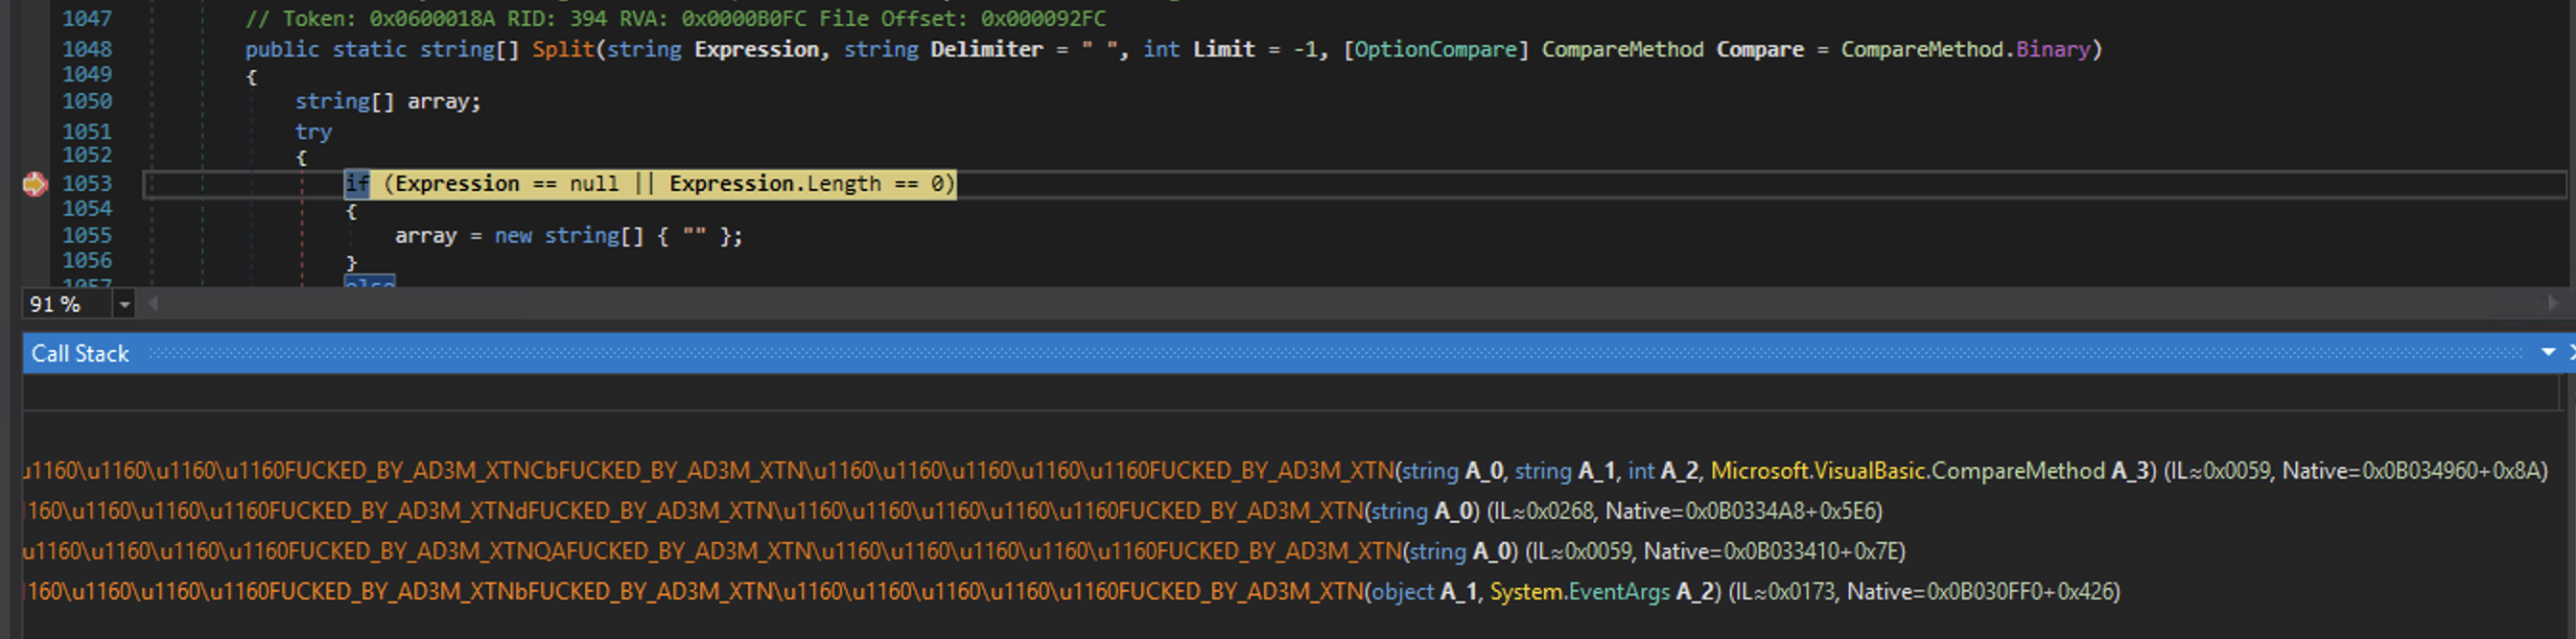 1047 // Token: 0x0600018A RID: 394 RVA: 0x0000B0FC File Offset: 0x000092FC
1048 public static string[] Split(string Expression, string Delimiter = " ", int Limit = -1, [OptionCompare] CompareMethod Compare = CompareMethod.Binary)
1049 {
1050 string[] array;
1051 try
1052 {
1053 if (Expression == null || Expression.Length == 0)
1054 {
1055 array = new string[] { "" };
1056 }
1057 else
91 %
Call Stack
u1160\u1160\u1160\u1160FUCKED_BY_AD3M_XTNCbFUCKED_BY_AD3M_XTN\u1160\u1160\u1160\u1160\u1160FUCKED_BY_AD3M_XTN(string A_0, string A_1, int A_2, Microsoft.VisualBasic.CompareMethod A_3) (IL≈0x0059, Native=0x0B034960+0x8A)
160\u1160\u1160\u1160FUCKED_BY_AD3M_XTNdFUCKED_BY_AD3M_XTN\u1160\u1160\u1160\u1160\u1160FUCKED_BY_AD3M_XTN(string A_0) (IL≈0x0268, Native=0x0B0334A8+0x5E6)
u1160\u1160\u1160\u1160FUCKED_BY_AD3M_XTNQAFUCKED_BY_AD3M_XTN\u1160\u1160\u1160\u1160\u1160FUCKED_BY_AD3M_XTN(string A_0) (IL≈0x0059, Native=0x0B033410+0x7E)
160\u1160\u1160\u1160FUCKED_BY_AD3M_XTNbFUCKED_BY_AD3M_XTN\u1160\u1160\u1160\u1160\u1160FUCKED_BY_AD3M_XTN(object A_1, System.EventArgs A_2) (IL≈0x0173, Native=0x0B030FF0+0x426)